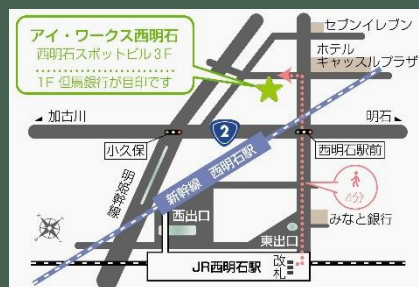 アイ・ワークス西明石
西明石スポットビル3F
1F 但馬銀行が目印です
セブンイレブン
ホテル
キャッスルプラザ
加古川
明石
2
小久保
西明石駅前
明姫幹線
新幹線 西明石駅
4分
みなと銀行
西出口
東出口
JR西明石駅
改札